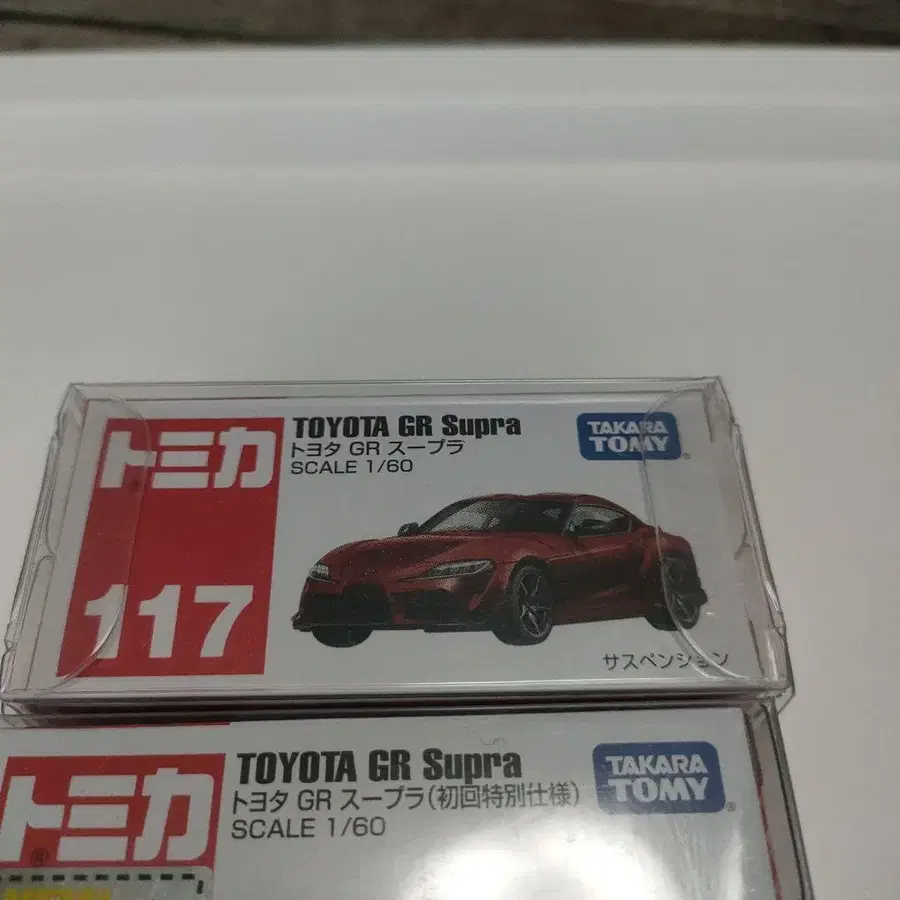 トミカ
TOYOTA GR Supra
トヨタ GR スープラ
SCALE 1/60
TAKARA
TOMY
117
サスペンション
トミカ
TOYOTA GR Supra
トヨタ GR スープラ(初回特別仕様)
SCALE 1/60
TAKARA
TOMY